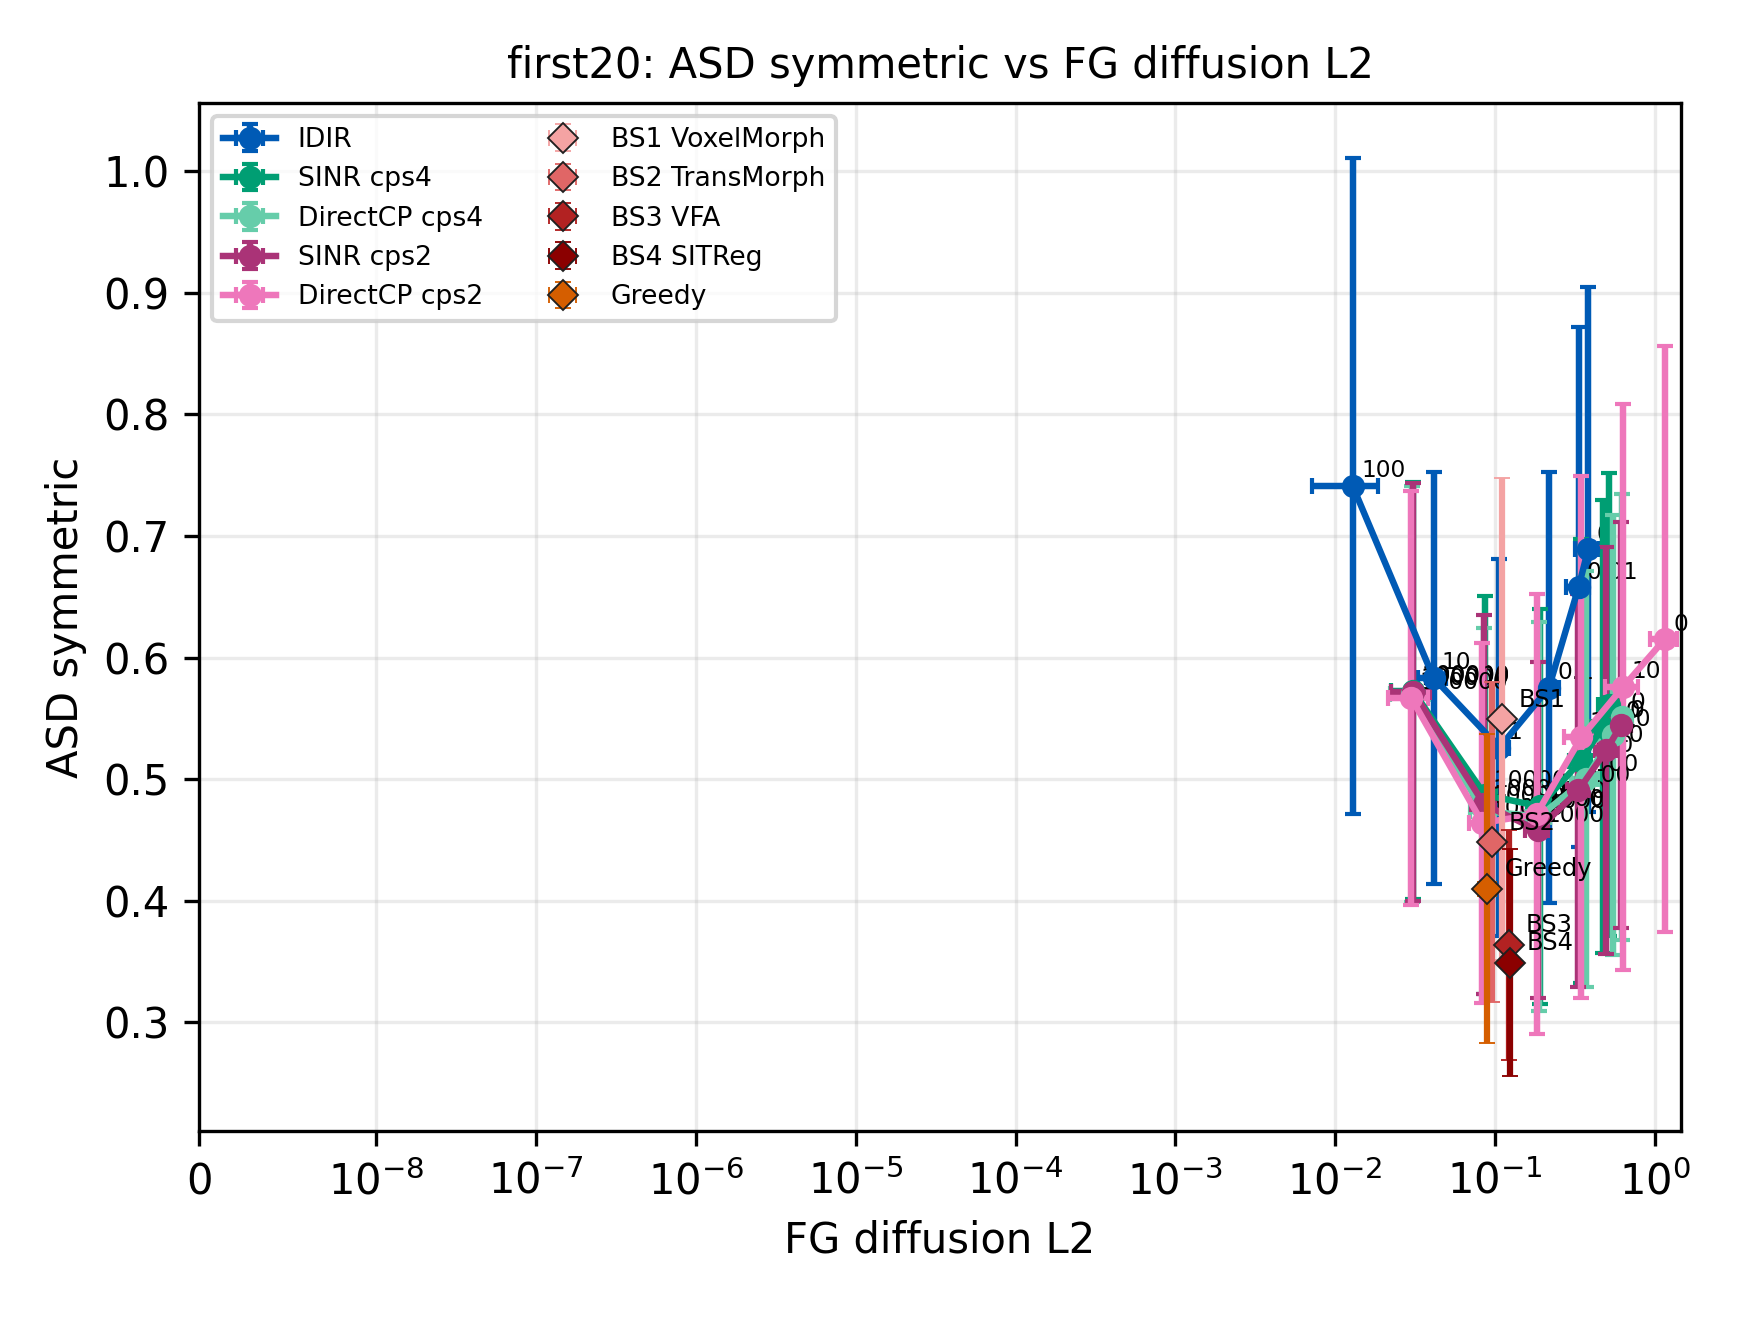 first20: ASD symmetric vs FG diffusion L2
IDIR
SINR cps4
DirectCP cps4
SINR cps2
DirectCP cps2
BS1 VoxelMorph
BS2 TransMorph
BS3 VFA
BS4 SITReg
Greedy
ASD symmetric
1.0
0.9
0.8
0.7
0.6
0.5
0.4
0.3
100
10
0
10
BS1
1
BS2
1000
Greedy
BS3
BS4
0
10⁻⁸
10⁻⁷
10⁻⁶
10⁻⁵
10⁻⁴
10⁻³
10⁻²
10⁻¹
10⁰
FG diffusion L2